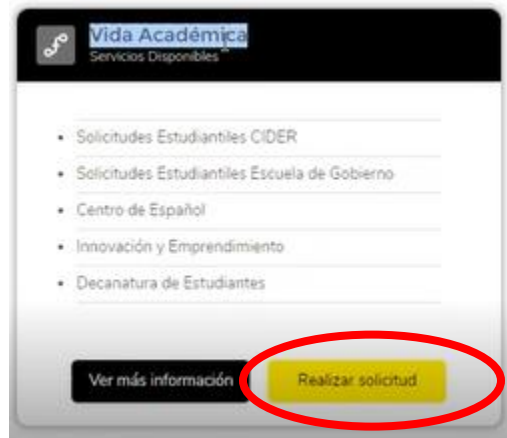 Vida Académica
Servicios Disponibles
• Solicitudes Estudiantiles CIDER
• Solicitudes Estudiantiles Escuela de Gobierno
• Centro de Español
• Innovación y Emprendimiento
• Decanatura de Estudiantes
Ver más información Realizar solicitud